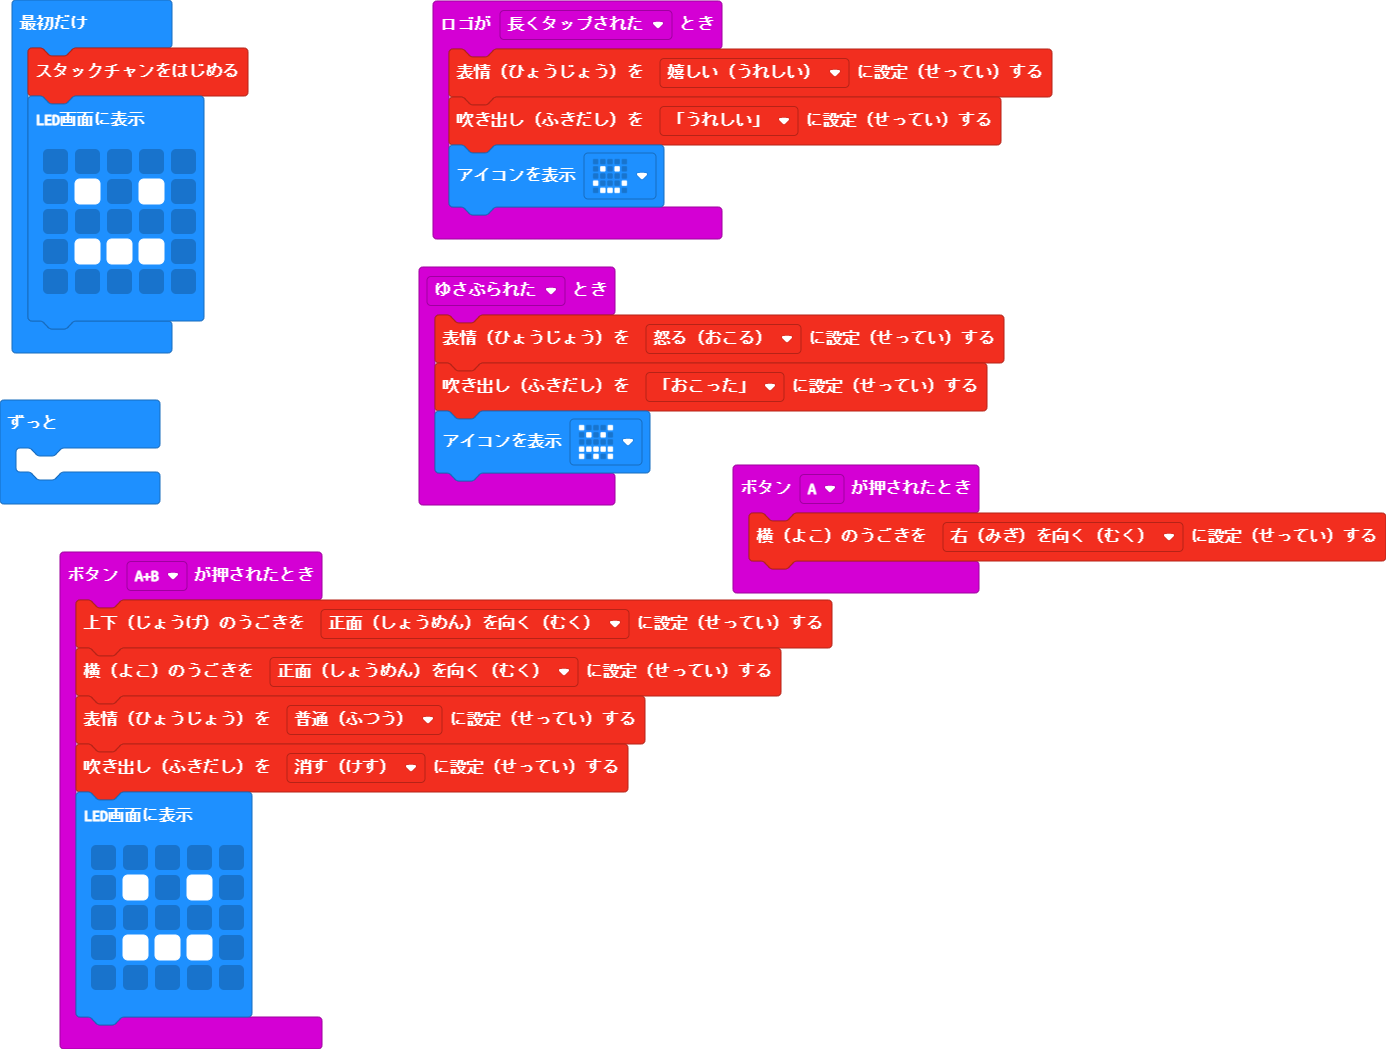 最初だけ
スタックチャンをはじめる
LED画面に表示
ロゴが 長くタップされた とき
表情（ひょうじょう）を 嬉しい（うれしい） に設定（せってい）する
吹き出し（ふきだし）を 「うれしい」 に設定（せってい）する
アイコンを表示
ゆさぶられた とき
表情（ひょうじょう）を 怒る（おこる） に設定（せってい）する
吹き出し（ふきだし）を 「おこった」 に設定（せってい）する
アイコンを表示
ずっと
ボタン A が押されたとき
横（よこ）のうごきを 右（みぎ）を向く（むく） に設定（せってい）する
ボタン A+B が押されたとき
上下（じょうげ）のうごきを 正面（しょうめん）を向く（むく） に設定（せってい）する
横（よこ）のうごきを 正面（しょうめん）を向く（むく） に設定（せってい）する
表情（ひょうじょう）を 普通（ふつう） に設定（せってい）する
吹き出し（ふきだし）を 消す（けす） に設定（せってい）する
LED画面に表示